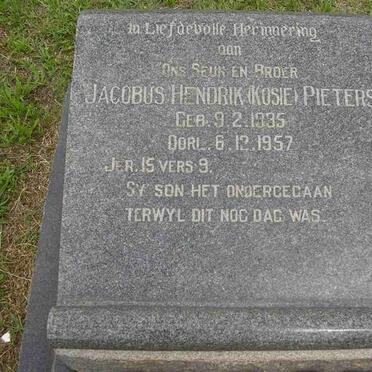 In Liefdevolle Herinnering
aan
Ons Seun en Broer
Jacobus Hendrik (Kosie) Pieters
Geb. 9.2.1935
Oorl. 6.12.1957
Jer. 15 vers 9.
Sy son het ondergegaan
terwyl dit nog dag was.